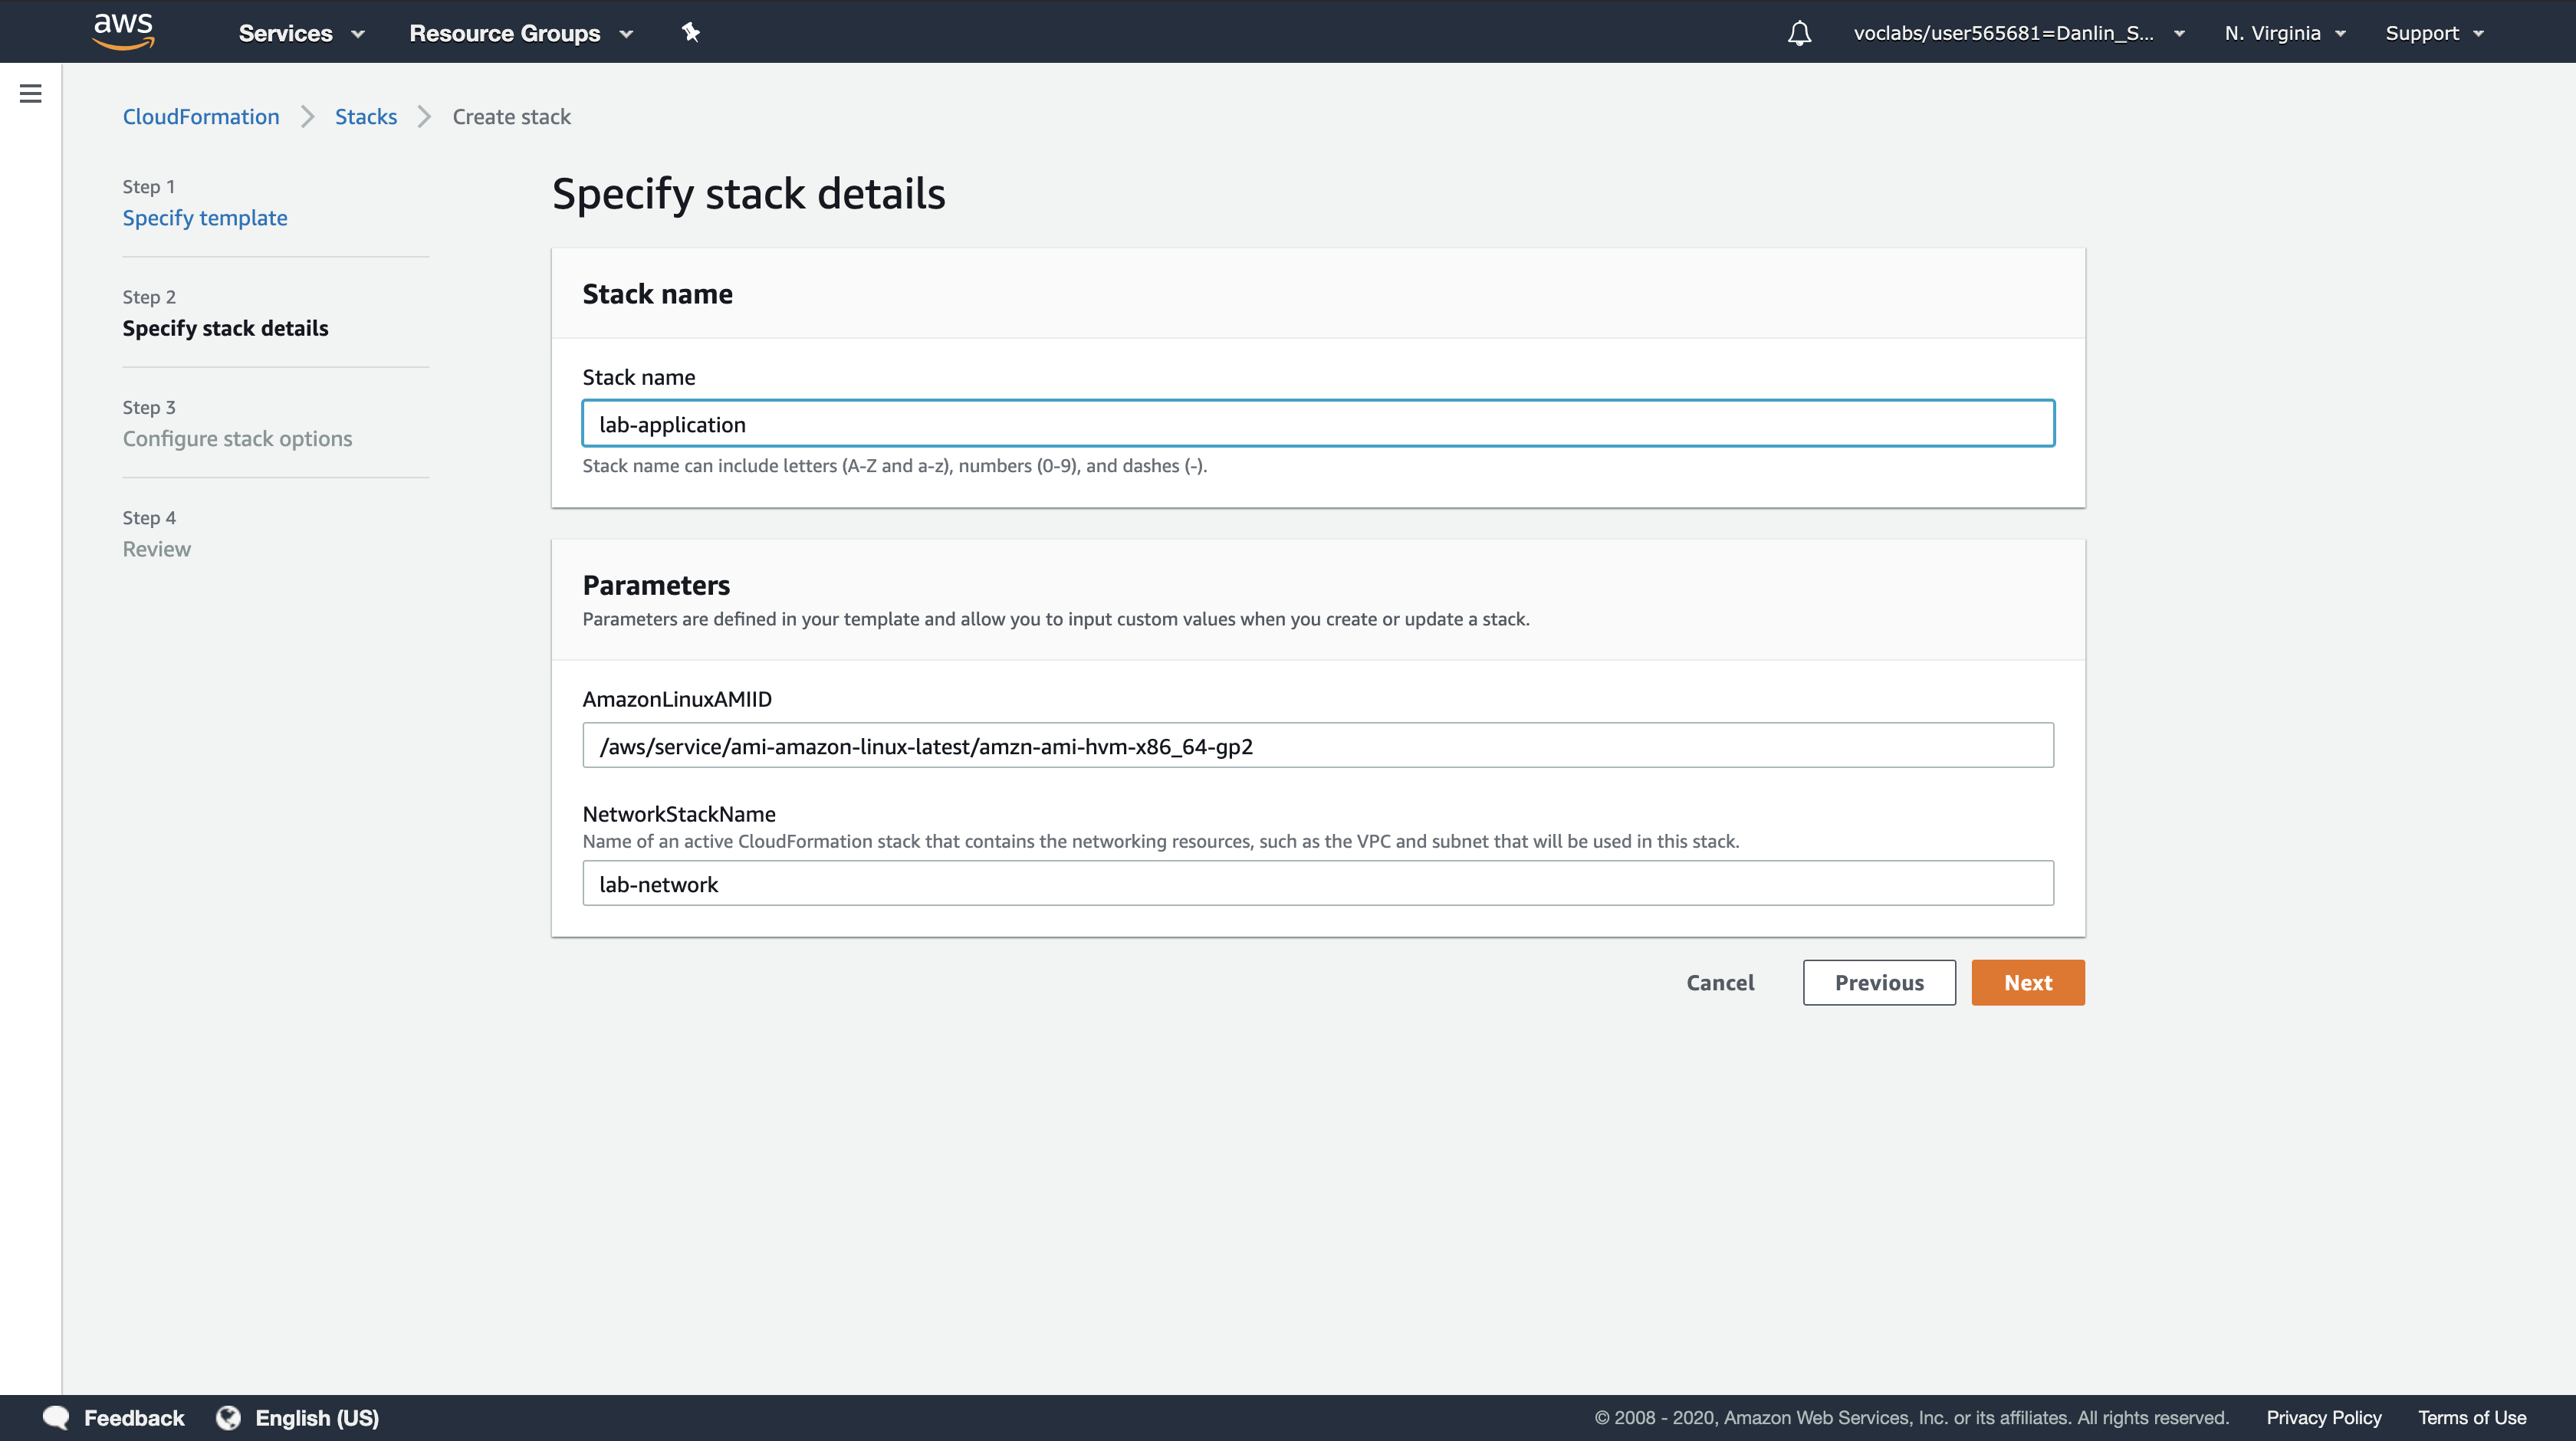 aws Services Resource Groups voclabs/user565681=Danlin_S... N. Virginia Support
CloudFormation Stacks Create stack
Step 1
Specify template
Step 2
Specify stack details
Step 3
Configure stack options
Step 4
Review
Specify stack details
Stack name
Stack name
lab-application
Stack name can include letters (A-Z and a-z), numbers (0-9), and dashes (-).
Parameters
Parameters are defined in your template and allow you to input custom values when you create or update a stack.
AmazonLinuxAMIID
/aws/service/ami-amazon-linux-latest/amzn-ami-hvm-x86_64-gp2
NetworkStackName
Name of an active CloudFormation stack that contains the networking resources, such as the VPC and subnet that will be used in this stack.
lab-network
Cancel Previous Next
Feedback English (US) © 2008 - 2020, Amazon Web Services, Inc. or its affiliates. All rights reserved. Privacy Policy Terms of Use